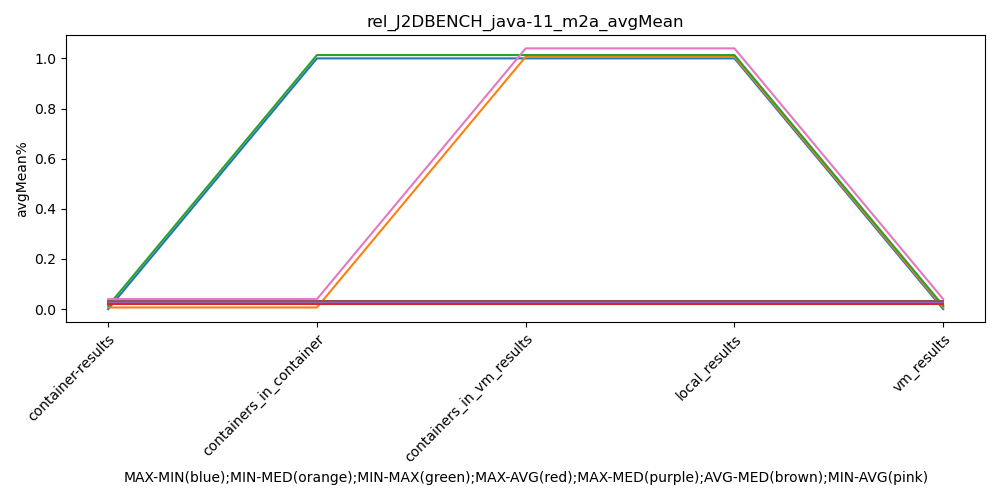 rel_J2DBENCH_java-11_m2a_avgMean
avgMean%
1.0
0.8
0.6
0.4
0.2
0.0
container-results
containers_in_container
containers_in_vm_results
local_results
vm_results
MAX-MIN(blue);MIN-MED(orange);MIN-MAX(green);MAX-AVG(red);MAX-MED(purple);AVG-MED(brown);MIN-AVG(pink)